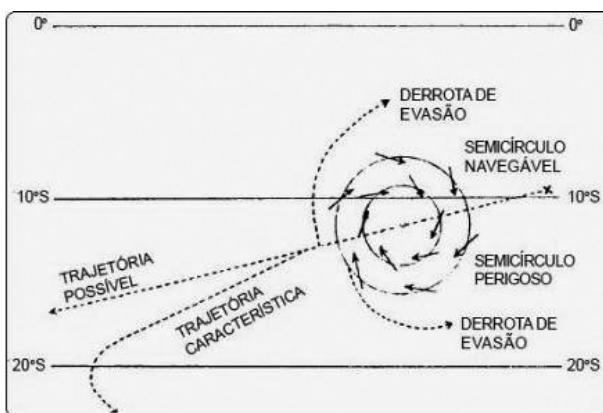 0°
0°
DERROTA DE
EVASÃO
SEMICÍRCULO
NAVEGÁVEL
10°S
10°S
SEMICÍRCULO
PERIGOSO
TRAJETÓRIA
POSSÍVEL
TRAJETÓRIA
CARACTERÍSTICA
DERROTA DE
EVASÃO
20°S
20°S